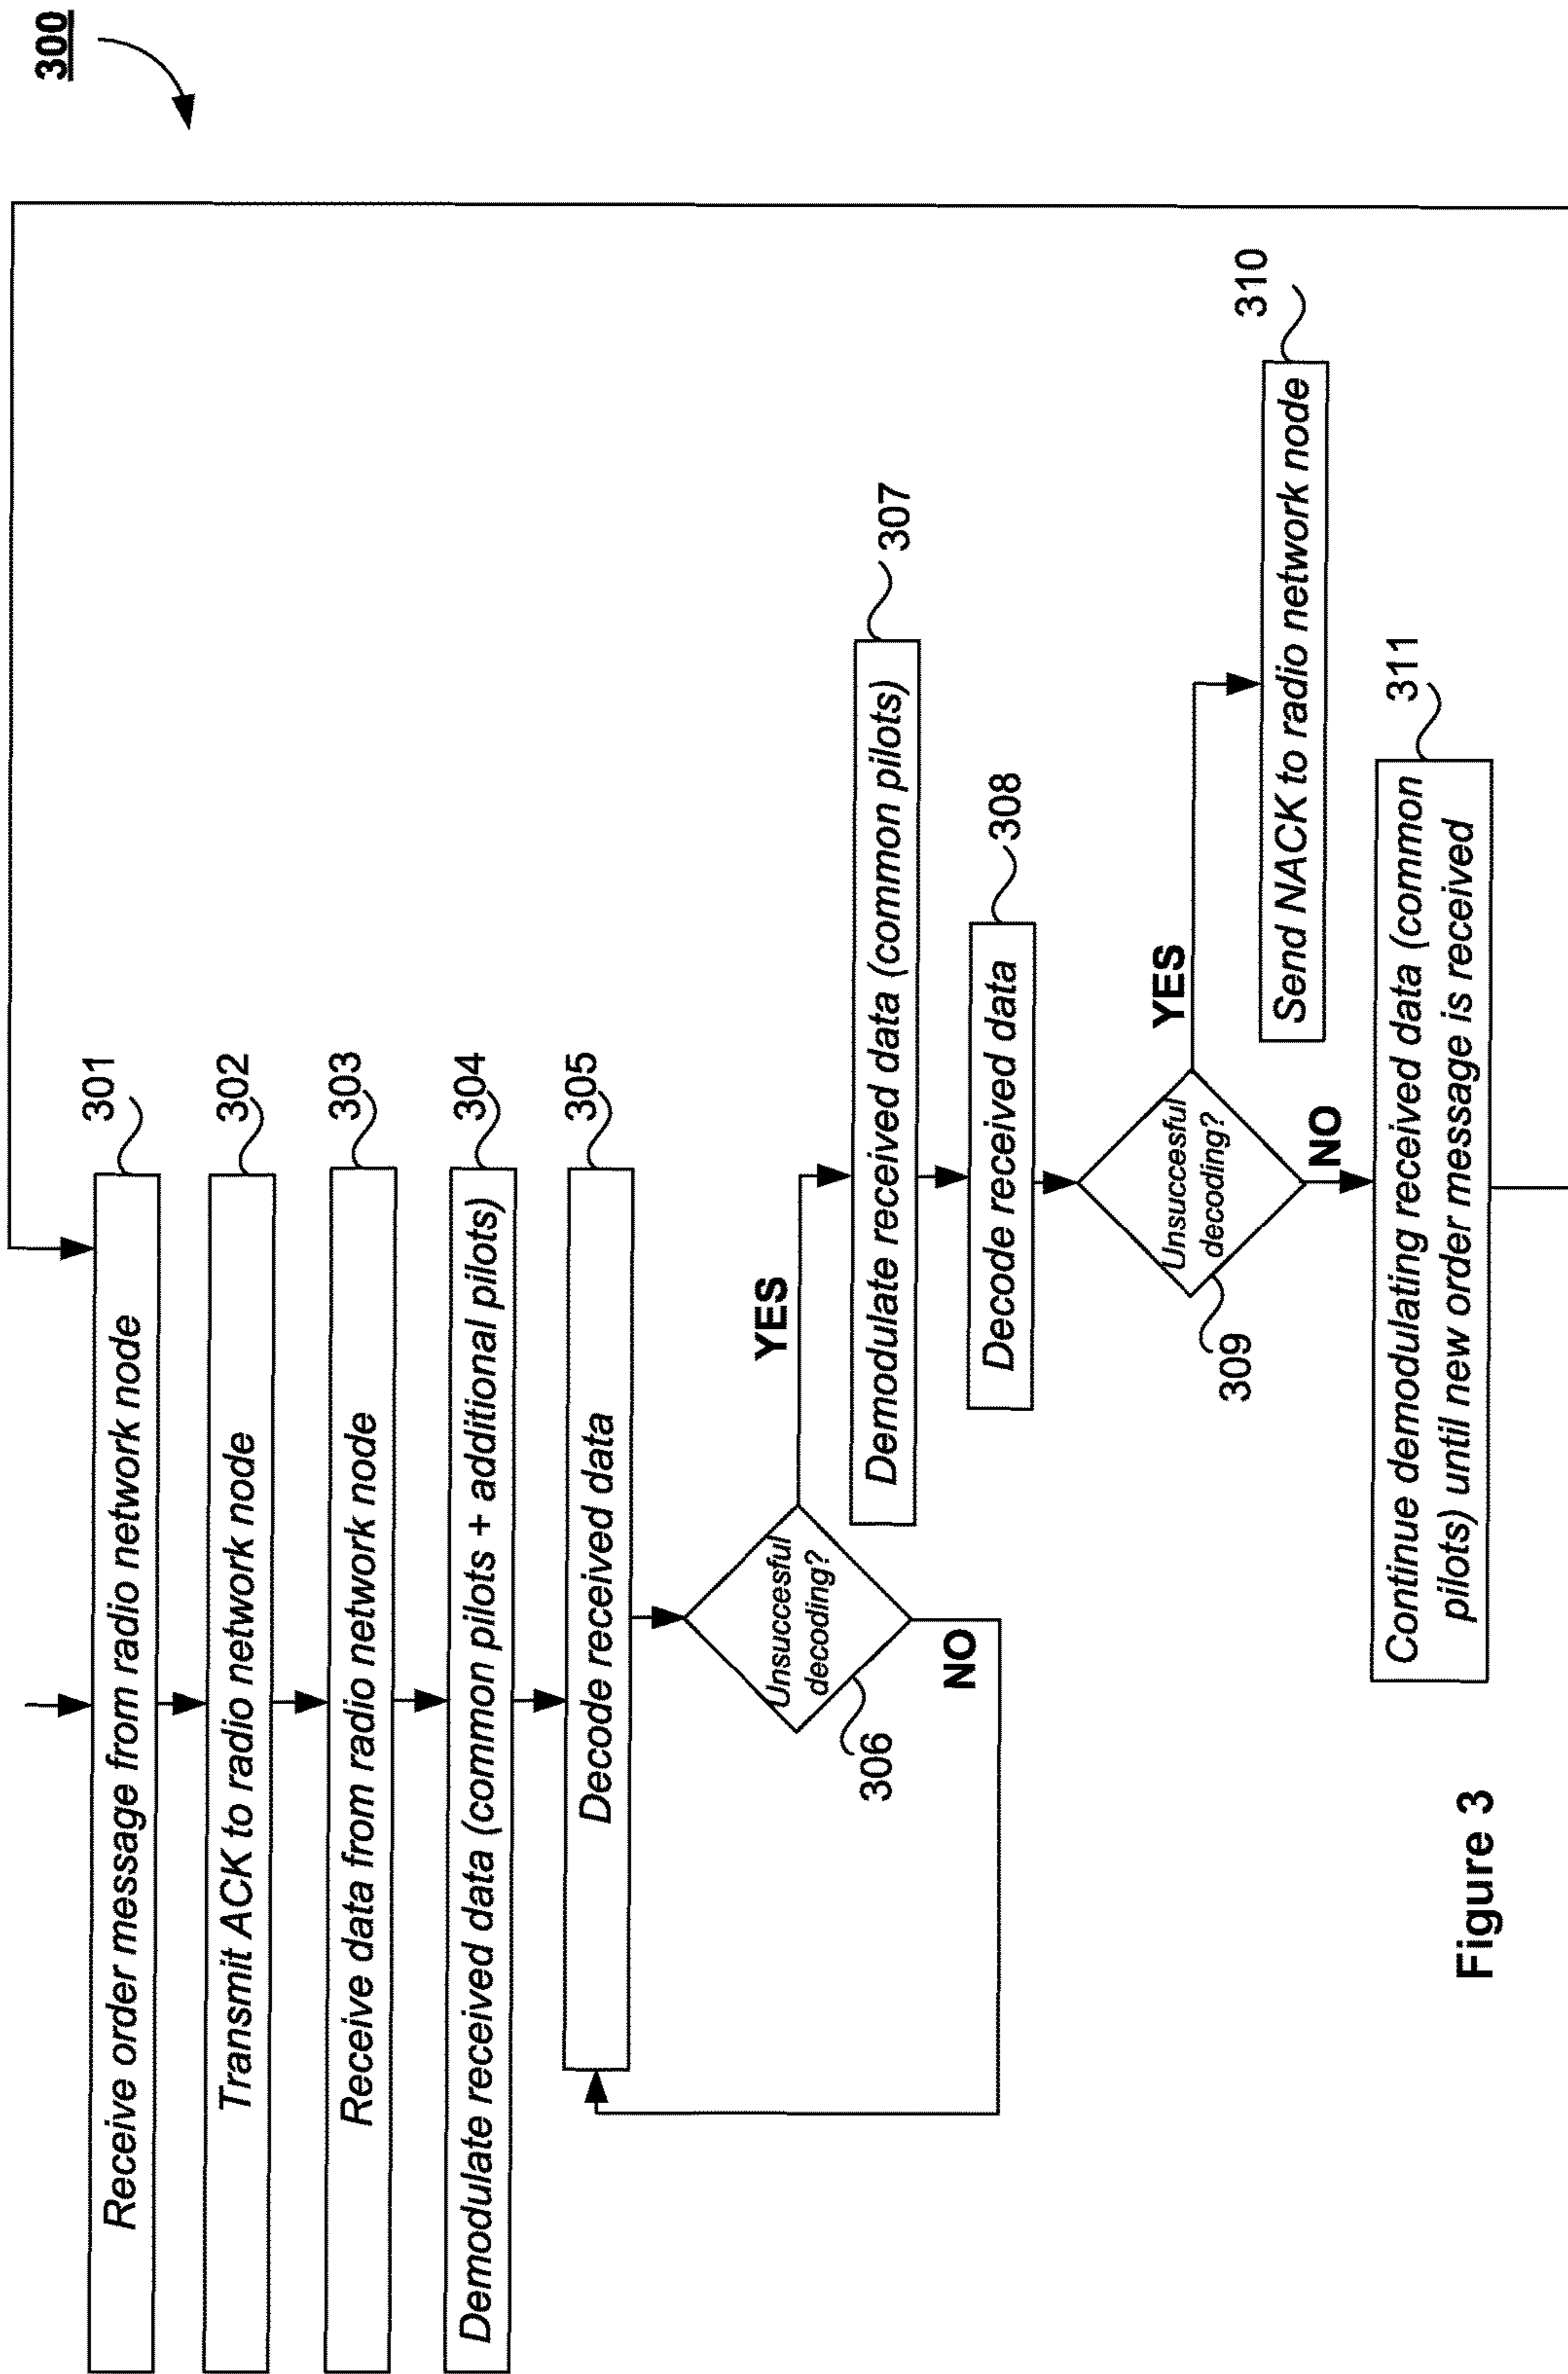 300
Receive order message from radio network node
301
Transmit ACK to radio network node
302
Receive data from radio network node
303
Demodulate received data (common pilots + additional pilots)
304
Decode received data
305
Unsuccesful
decoding?
306
YES
NO
Demodulate received data (common pilots)
307
Decode received data
308
Unsuccesful
decoding?
309
YES
NO
Send NACK to radio network node
310
Continue demodulating received data (common
pilots) until new order message is received
311
Figure 3